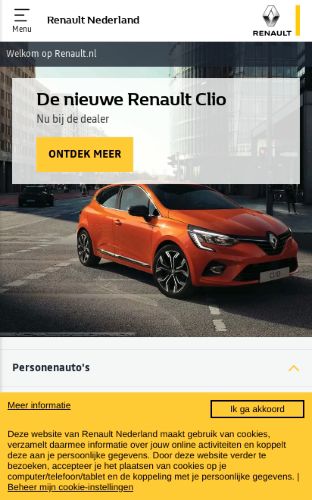 Menu
Renault Nederland
RENAULT
Welkom op Renault.nl
De nieuwe Renault Clio
Nu bij de dealer
ONTDEK MEER
CLIO
Personenauto's
Meer informatie
Ik ga akkoord
Deze website van Renault Nederland maakt gebruik van cookies,
verzamelt daarmee informatie over jouw online activiteiten en koppelt
deze aan je persoonlijke gegevens. Door deze website verder te
bezoeken, accepteer je het plaatsen van cookies op je
computer/telefoon/tablet en de koppeling met je persoonlijke gegevens. |
Beheer mijn cookie-instellingen